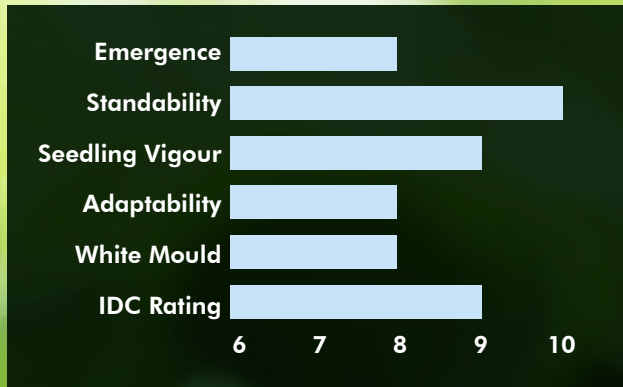 Emergence
Standability
Seedling Vigour
Adaptability
White Mould
IDC Rating
6 7 8 9 10